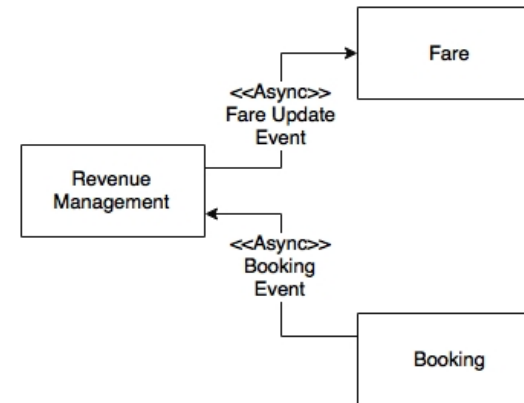 Fare
<<Async>>
Fare Update
Event
Revenue
Management
<<Async>>
Booking
Event
Booking